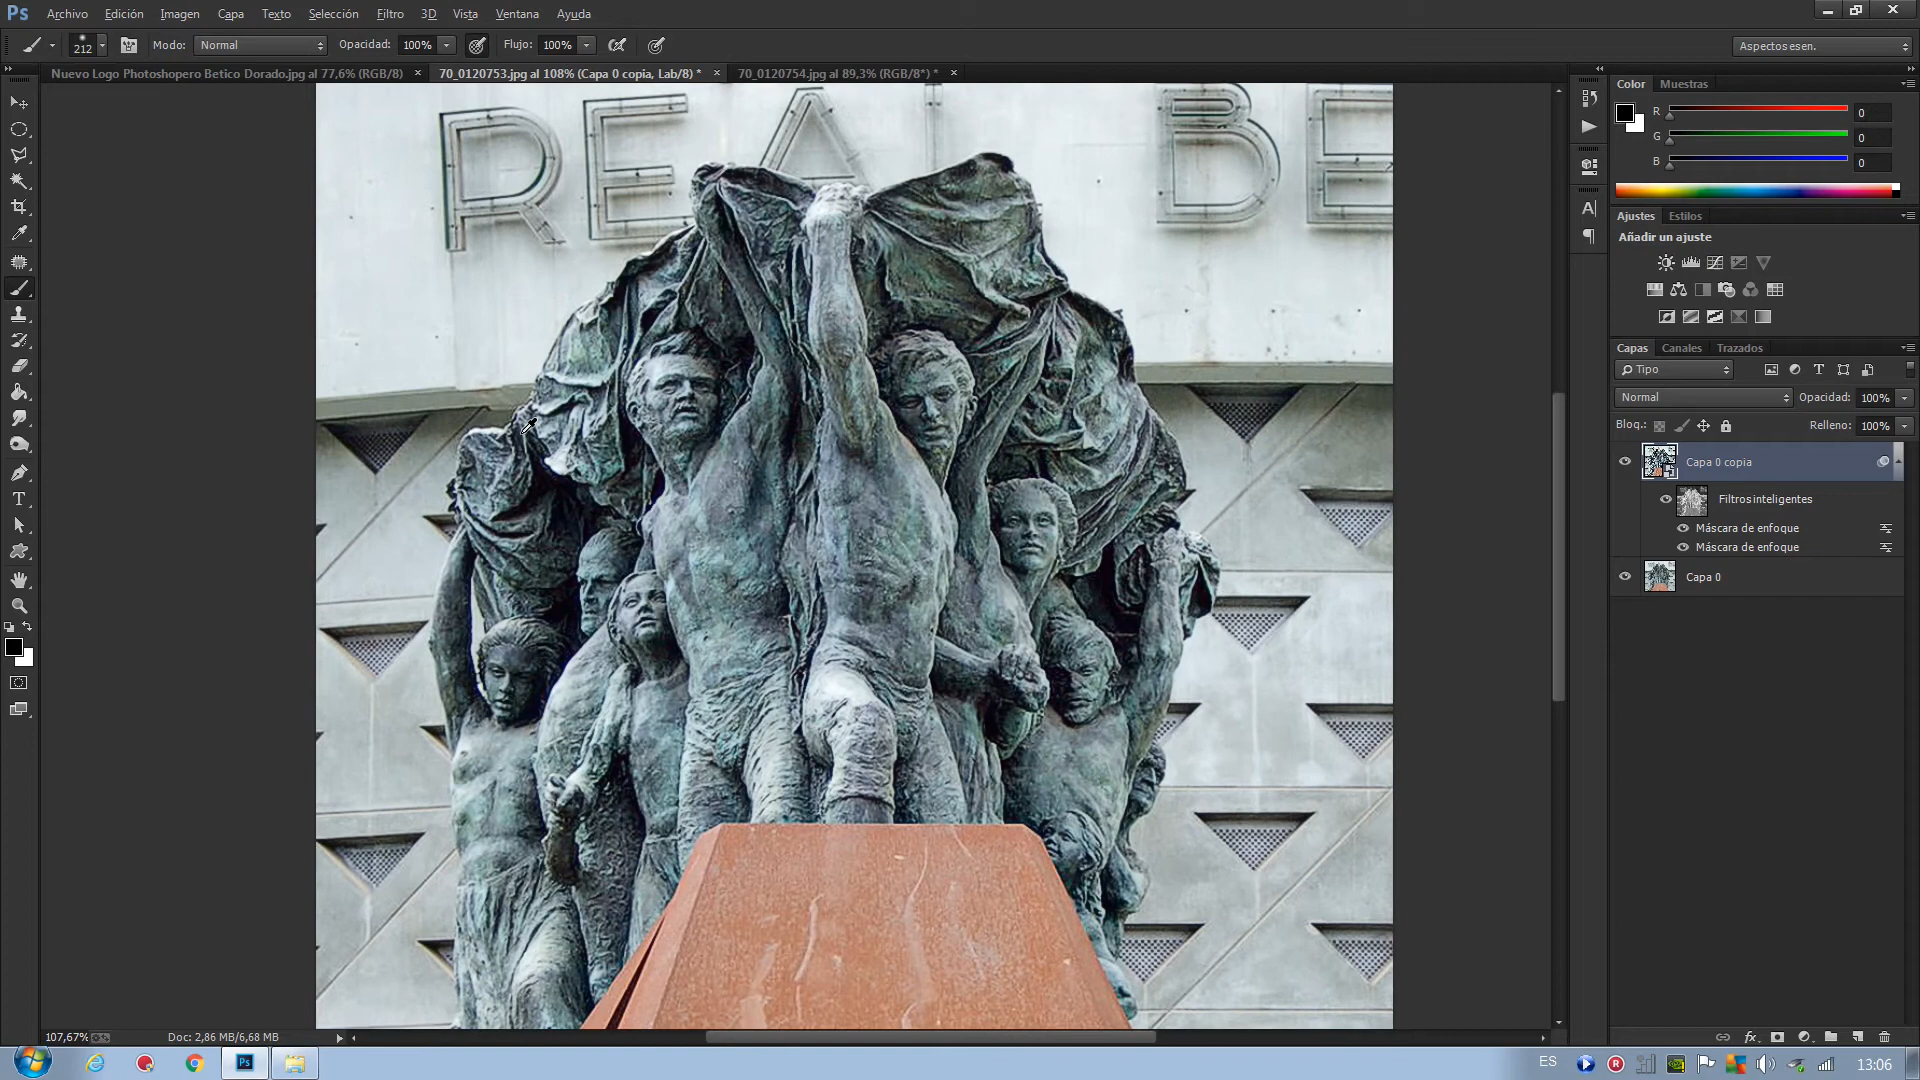 Ps Archivo Edición Imagen Capa Texto Selección Filtro 3D Vista Ventana Ayuda
212 Modo: Normal Opacidad: 100% Flujo: 100% Aspectos esen.
Nuevo Logo Photoshopero Betico Dorado.jpg al 77,6% (RGB/8) × 70_0120753.jpg al 108% (Capa 0 copia, Lab/8) * × 70_0120754.jpg al 89,3% (RGB/8*) * ×
REAL BE
Color Muestras
R 0
G 0
B 0
Ajustes Estilos
Añadir un ajuste
Capas Canales Trazados
Tipo
Normal Opacidad: 100%
Bloq.: Relleno: 100%
Capa 0 copia
Filtros inteligentes
Máscara de enfoque
Máscara de enfoque
Capa 0
fx
107,67% Doc: 2,86 MB/6,68 MB
Ps ES 13:06